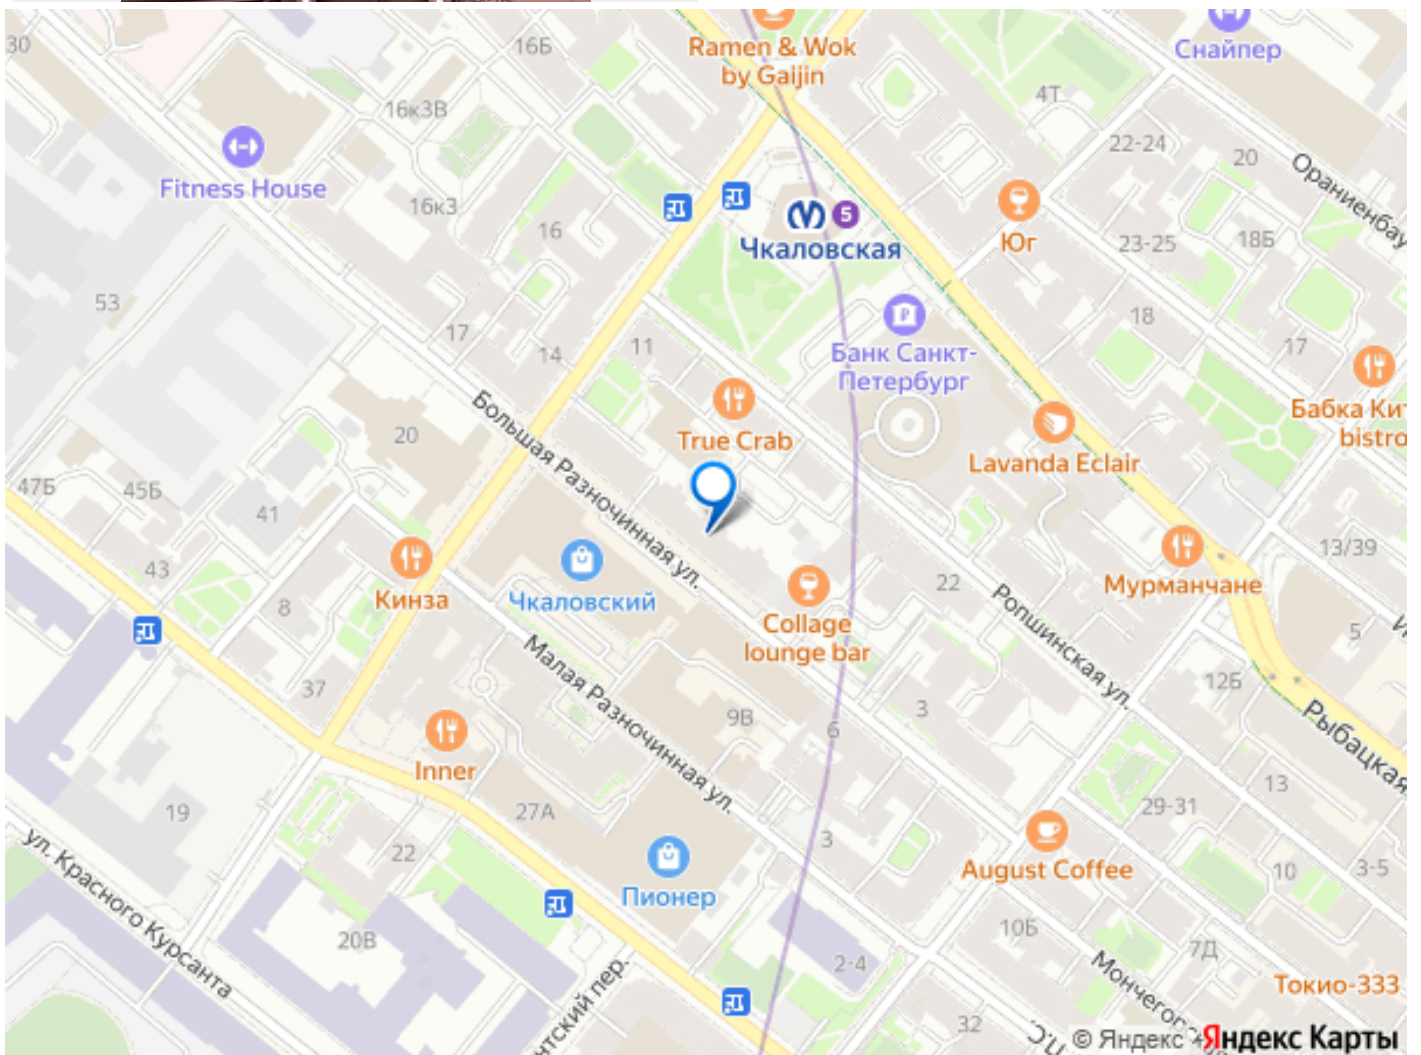 30
16Б
Ramen & Wok
by Gaijin
Снайпер
4Т
16к3В
22-24
20
Ораниенбау
Fitness House
16к3
16
5
Чкаловская
Юг
23-25
18Б
53
17
14
11
Банк Санкт-
Петербург
18
17
Бабка Кит
bistro
Большая Разночинная ул.
True Crab
20
Lavanda Eclair
47Б
45Б
41
43
8
Кинза
Чкаловский
Collage
lounge bar
22
Ропшинская ул.
Мурманчане
13/39
5
12Б
Рыбацкая
37
Малая Разночинная ул.
9В
6
3
Inner
27А
19
22
ул. Красного Курсанта
20В
Пионер
3
August Coffee
29-31
13
10
3-5
10Б
7Д
2-4
Мончегор
Токио-333
нтский пер.
32
© Яндекс
Яндекс Карты